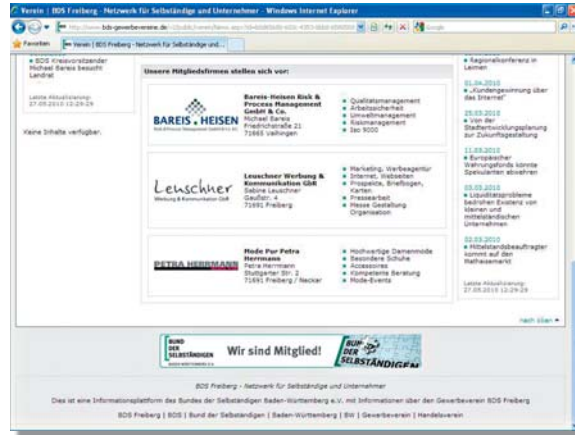 Verein | BDS Freiberg - Netzwerk für Selbständige und Unternehmer - Windows Internet Explorer
Google
Favoriten
Verein | BDS Freiberg - Netzwerk für Selbständige und...
BDS Kreisvorsitzender
Michael Bareis besucht
Landrat
Letzte Aktualisierung:
27.05.2010 12:29:29
Keine Inhalte verfügbar.
Unsere Mitgliedsfirmen stellen sich vor:
BAREIS + HEISEN
Bareis-Heisen Risk &
Process Management
GmbH & Co.
Michael Bareis
Friedrichstraße 21
71665 Vaihingen
Qualitätsmanagement
Arbeitssicherheit
Umweltmanagement
Risikomanagement
Iso 9000
Leuschner
Werbung & Kommunikation GbR
Leuschner Werbung &
Kommunikation GbR
Sabine Leuschner
Gaußstr. 4
71691 Freiberg
Marketing, Werbeagentur
Internet, Webseiten
Prospekte, Briefbogen,
Karten
Pressearbeit
Messe Gestaltung
Organisation
PETRA HERRMANN
Mode Pur Petra
Herrmann
Petra Herrmann
Stuttgarter Str. 2
71691 Freiberg / Neckar
Hochwertige Damenmode
Besondere Schuhe
Accessoires
Kompetente Beratung
Mode-Events
Regionalkonferenz in
Leimen
01.04.2010
„Kundengewinnung über
das Internet"
25.03.2010
Von der
Stadtentwicklungsplanung
zur Zukunftsgestaltung
11.03.2010
Europäischer
Währungsfonds könnte
Spekulanten abwehren
03.03.2010
Liquiditätsprobleme
bedrohen Existenz von
kleinen und
mittelständischen
Unternehmen
02.03.2010
Mittelstandsbeauftragter
kommt auf den
Matheisemarkt
Letzte Aktualisierung:
27.05.2010 12:29:29
nach oben
BUND
DER
SELBSTÄNDIGEN
Wir sind Mitglied!
BUND
DER
SELBSTÄNDIGEN
BDS Freiberg - Netzwerk für Selbständige und Unternehmer
Dies ist eine Informationsplattform des Bundes der Selbständigen Baden-Württemberg e.V. mit Informationen über den Gewerbeverein BDS Freiberg
BDS Freiberg | BDS | Bund der Selbständigen | Baden-Württemberg | BW | Gewerbeverein | Handelsverein